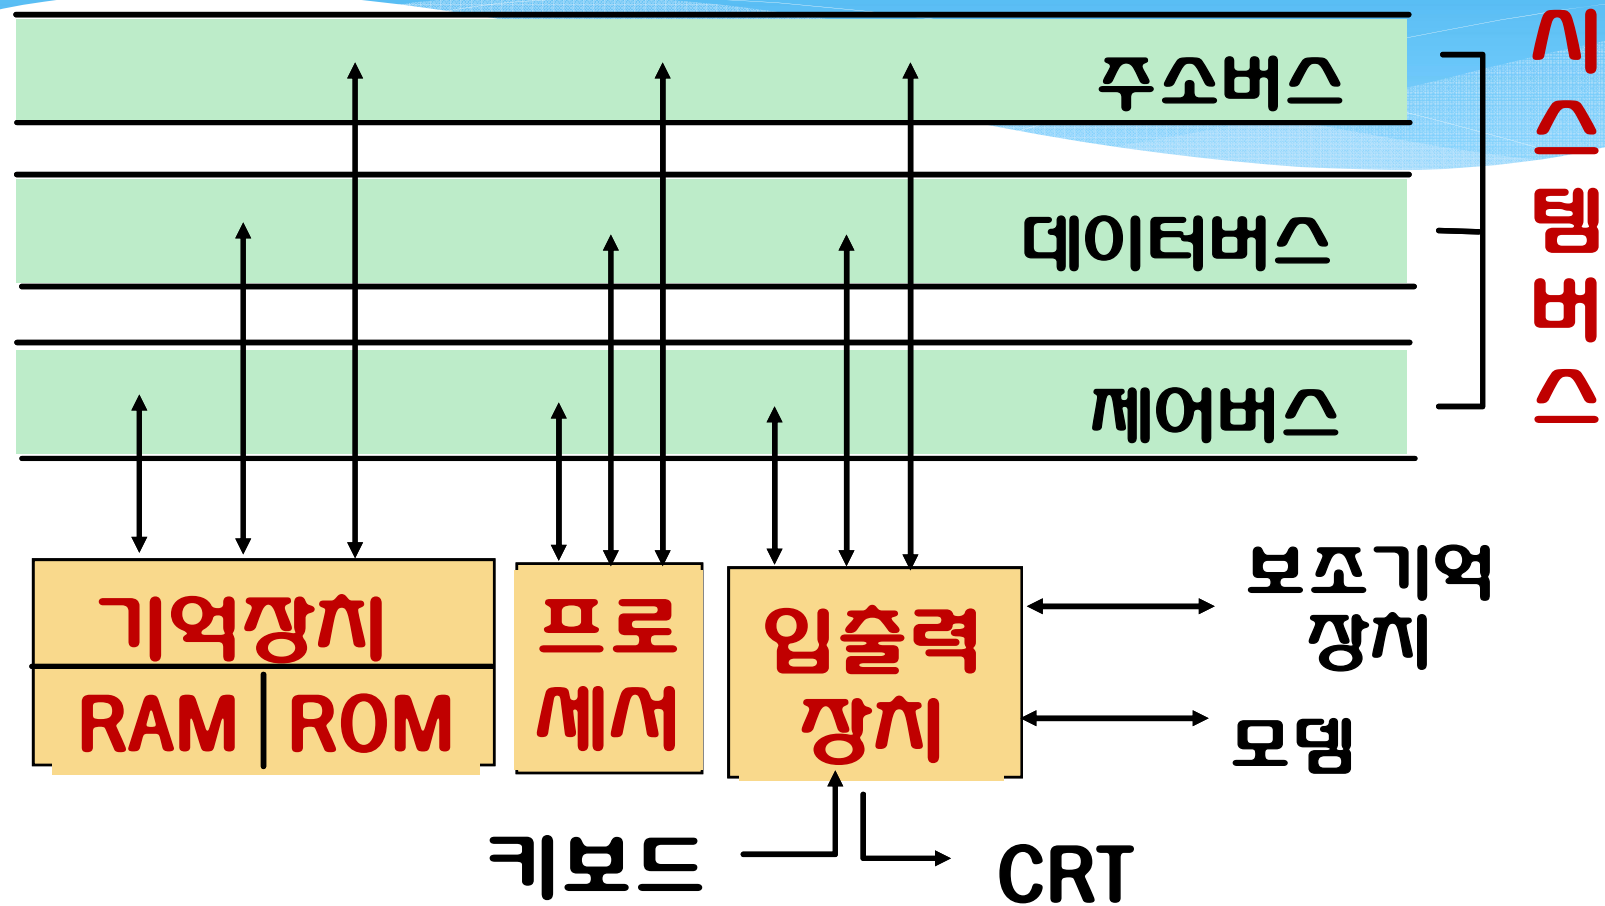 주소버스
데이터버스
제어버스
시
스
템
버
스
기억장치
RAM
ROM
프로
세서
입출력
장치
보조기억
장치
모뎀
키보드
CRT